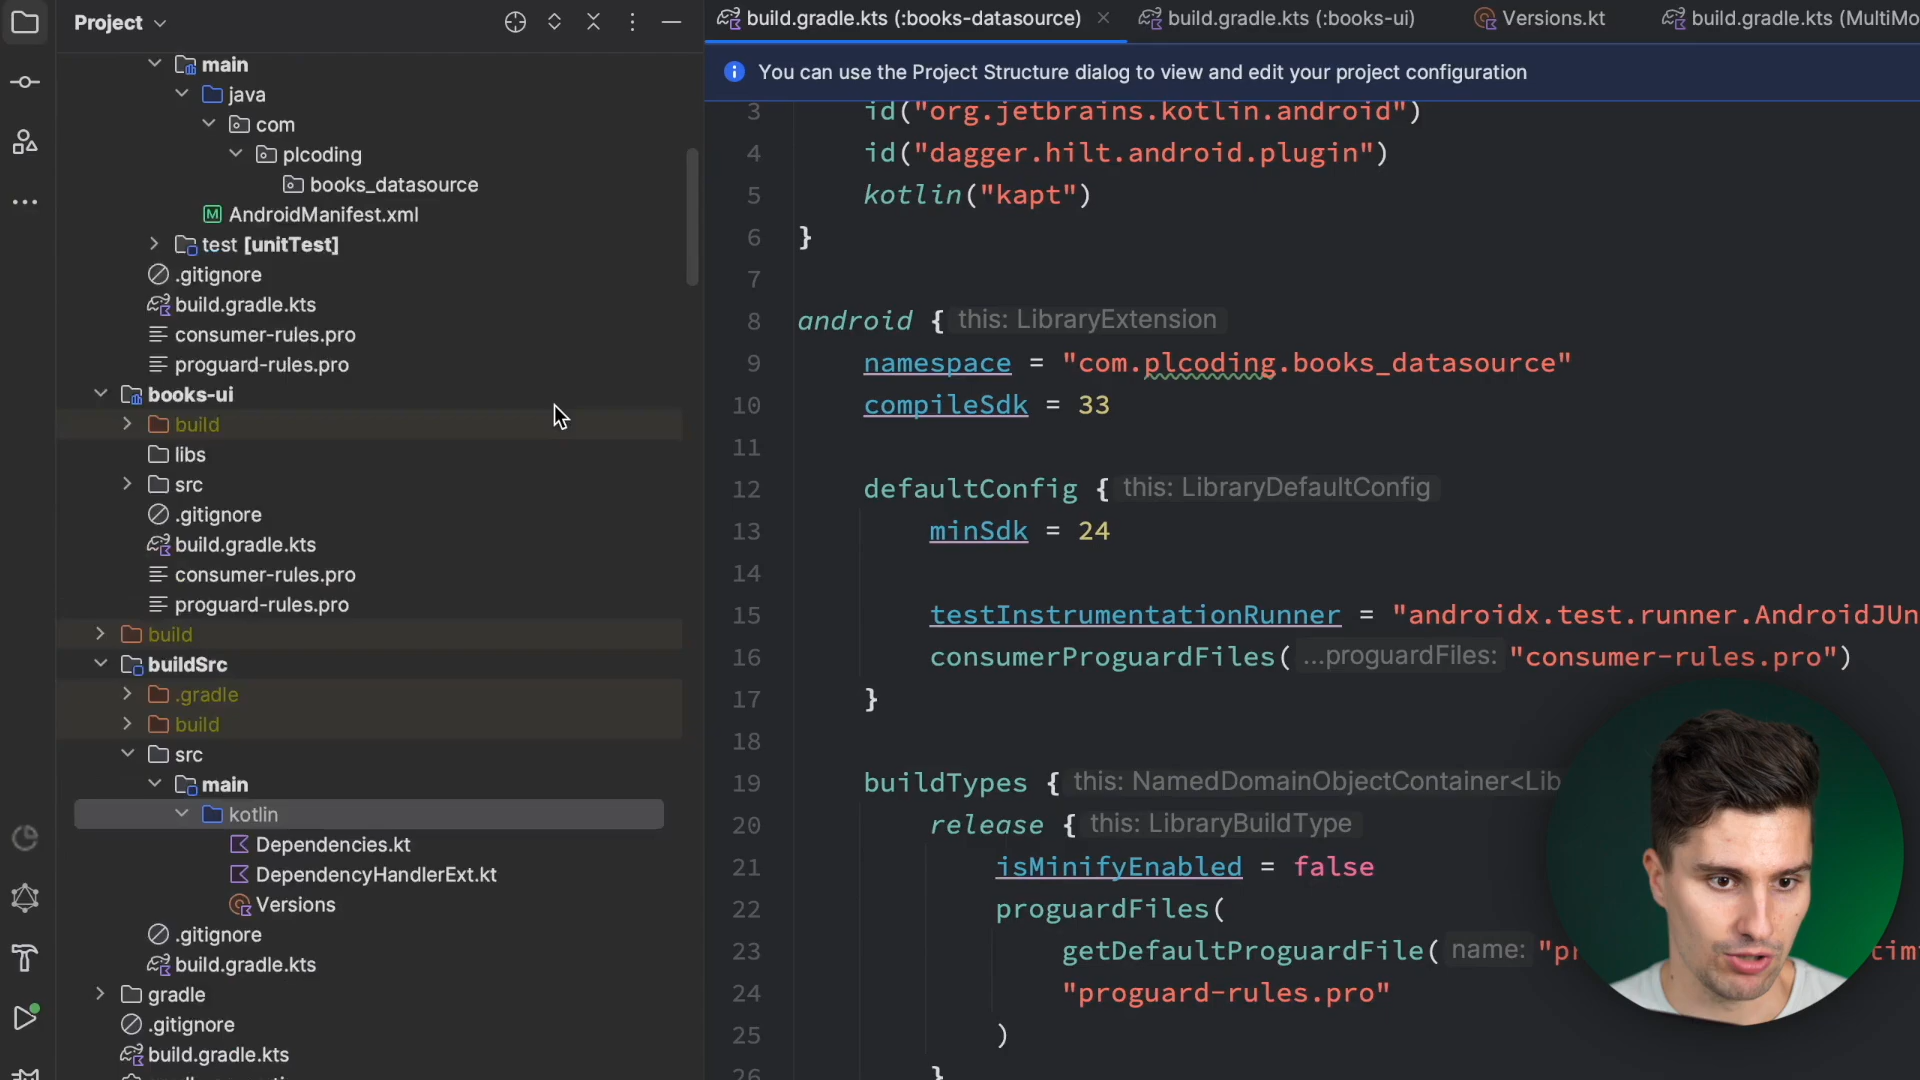 Project
main
java
com
plcoding
books_datasource
AndroidManifest.xml
test [unitTest]
.gitignore
build.gradle.kts
consumer-rules.pro
proguard-rules.pro
books-ui
build
libs
src
.gitignore
build.gradle.kts
consumer-rules.pro
proguard-rules.pro
build
buildSrc
.gradle
build
src
main
kotlin
Dependencies.kt
DependencyHandlerExt.kt
Versions
.gitignore
build.gradle.kts
gradle
.gitignore
build.gradle.kts
build.gradle.kts (:books-datasource) build.gradle.kts (:books-ui) Versions.kt build.gradle.kts (MultiMo
You can use the Project Structure dialog to view and edit your project configuration
3 id("org.jetbrains.kotlin.android")
4 id("dagger.hilt.android.plugin")
5 kotlin("kapt")
6 }
7
8 android { this: LibraryExtension
9 namespace = "com.plcoding.books_datasource"
10 compileSdk = 33
11
12 defaultConfig { this: LibraryDefaultConfig
13 minSdk = 24
14
15 testInstrumentationRunner = "androidx.test.runner.AndroidJUn
16 consumerProguardFiles( ...proguardFiles: "consumer-rules.pro")
17 }
18
19 buildTypes { this: NamedDomainObjectContainer<Lib
20 release { this: LibraryBuildType
21 isMinifyEnabled = false
22 proguardFiles(
23 getDefaultProguardFile( name: "pr tim
24 "proguard-rules.pro"
25 )
26 }